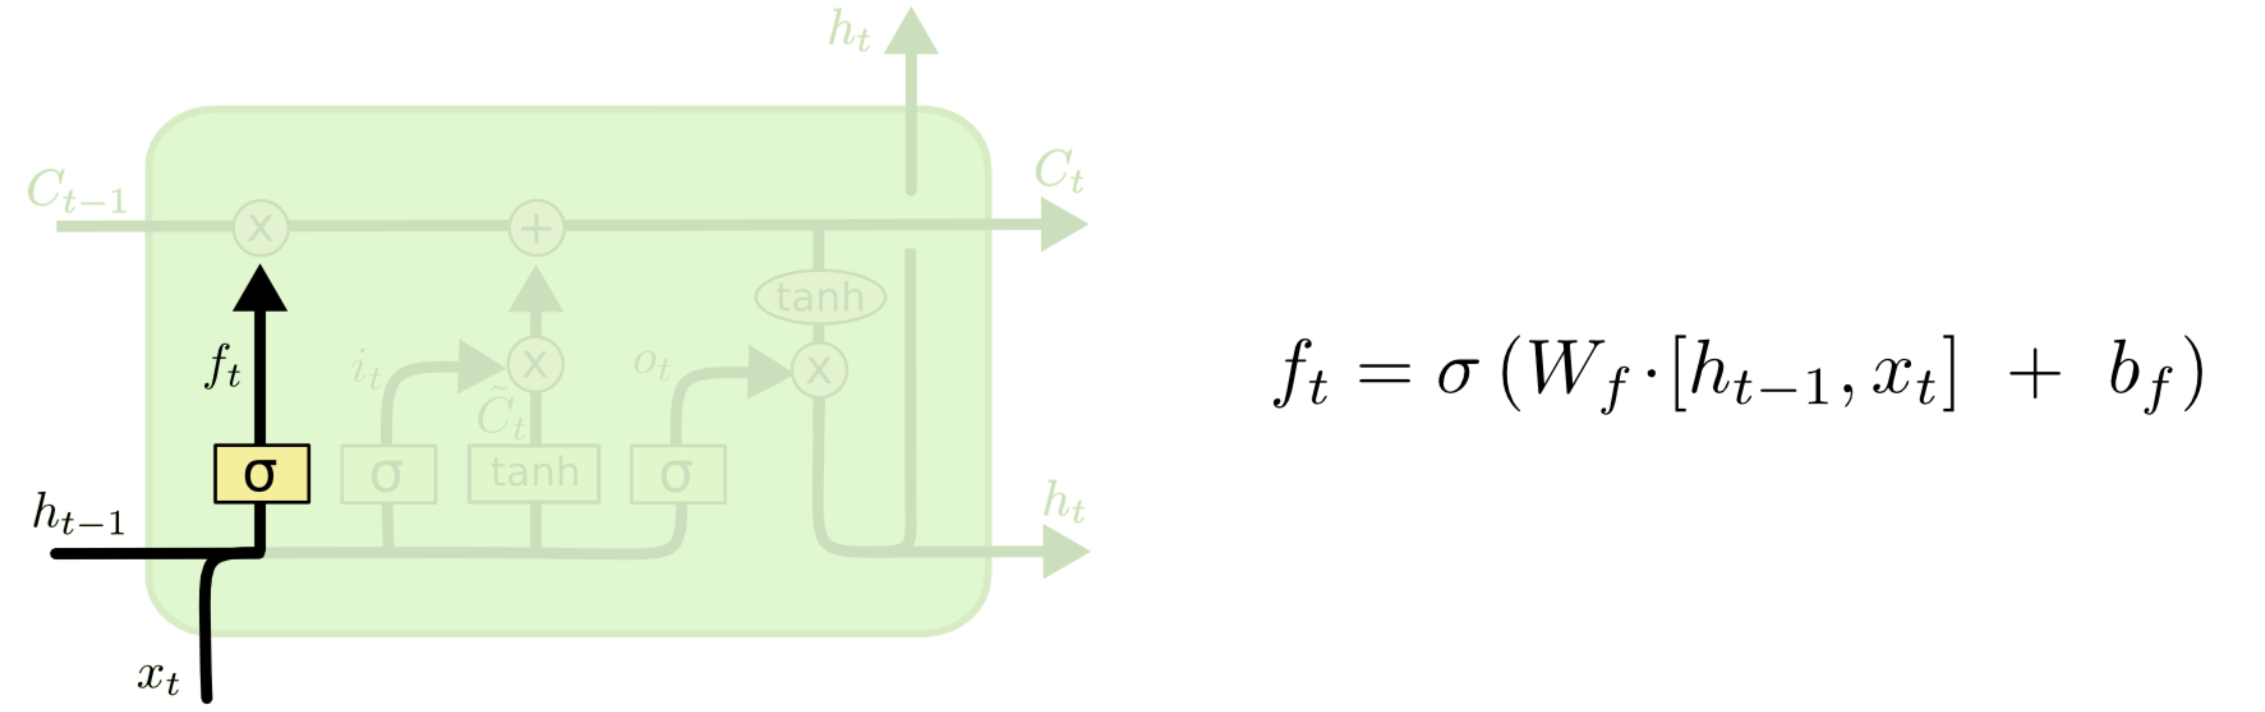 h_t
C_{t-1}
C_t
x
+
tanh
f_t
i_t
x
o_t
x
f_t = σ (W_f · [h_{t-1}, x_t] + b_f)
C̃_t
σ
σ
tanh
σ
h_{t-1}
h_t
x_t